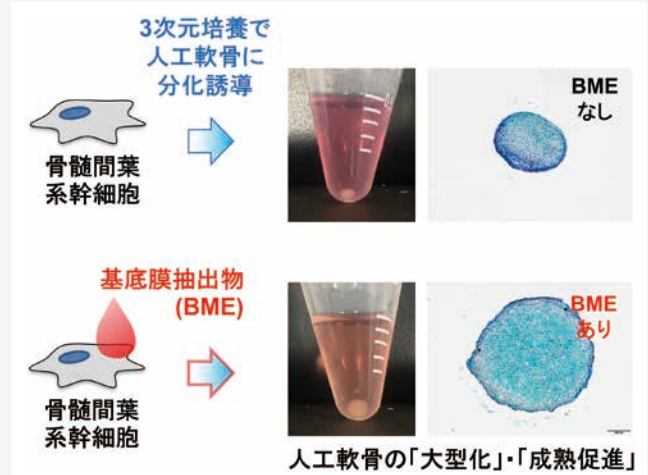 3次元培養で
人工軟骨に
分化誘導
骨髄間葉
系幹細胞
BME
なし
基底膜抽出物
(BME)
骨髄間葉
系幹細胞
BME
あり
人工軟骨の「大型化」・「成熟促進」